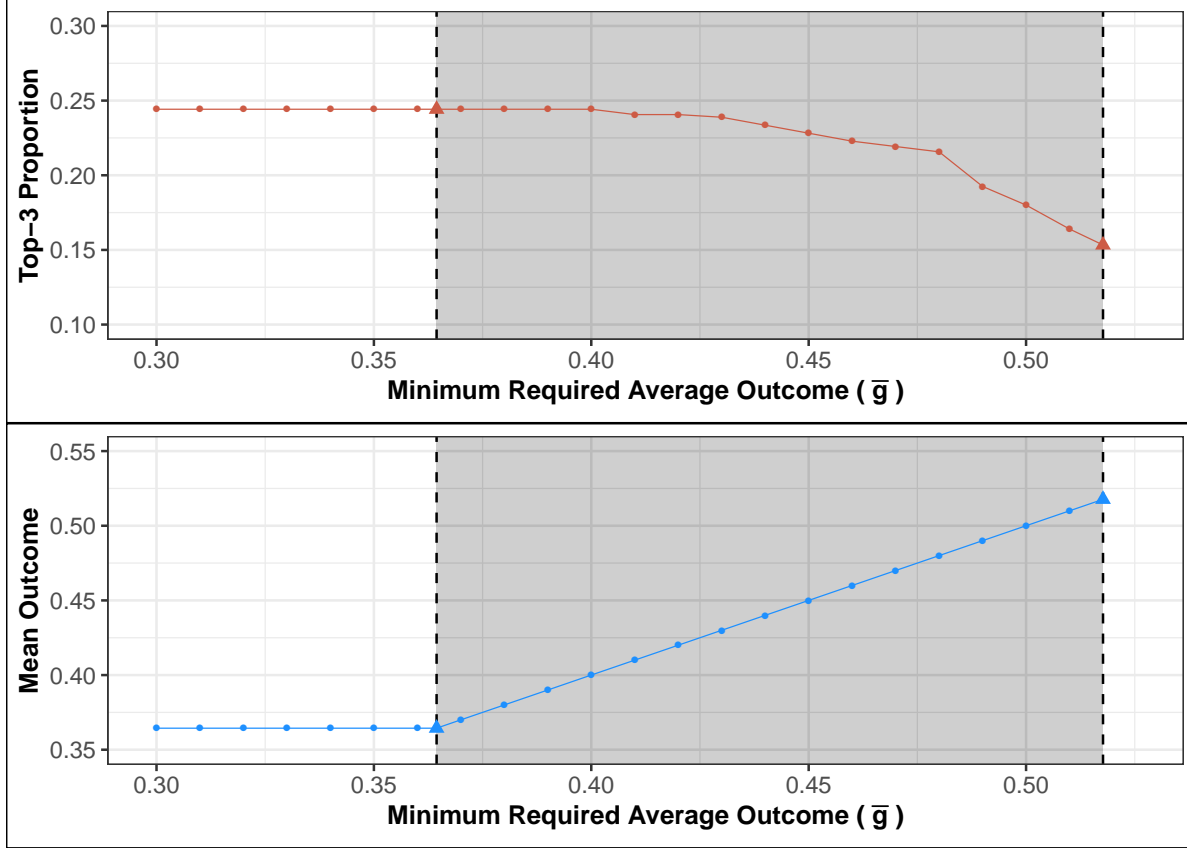 0.30
0.25
0.20
0.15
0.10
Top−3 Proportion
0.30 0.35 0.40 0.45 0.50
Minimum Required Average Outcome ( g̅ )
0.55
0.50
0.45
0.40
0.35
Mean Outcome
0.30 0.35 0.40 0.45 0.50
Minimum Required Average Outcome ( g̅ )